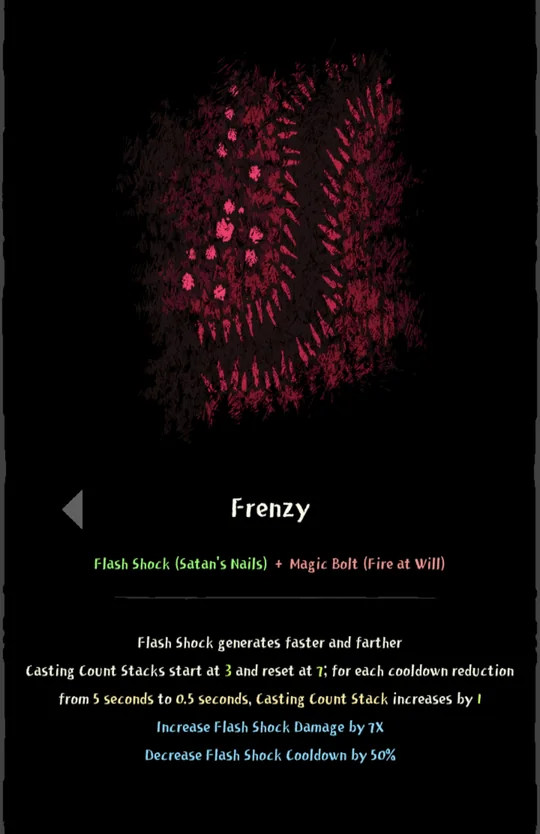 Frenzy
Flash Shock (Satan's Nails) + Magic Bolt (Fire at Will)
Flash Shock generates faster and farther
Casting Count Stacks start at 3 and reset at 7; for each cooldown reduction
from 5 seconds to 0.5 seconds, Casting Count Stack increases by 1
Increase Flash Shock Damage by 7X
Decrease Flash Shock Cooldown by 50%